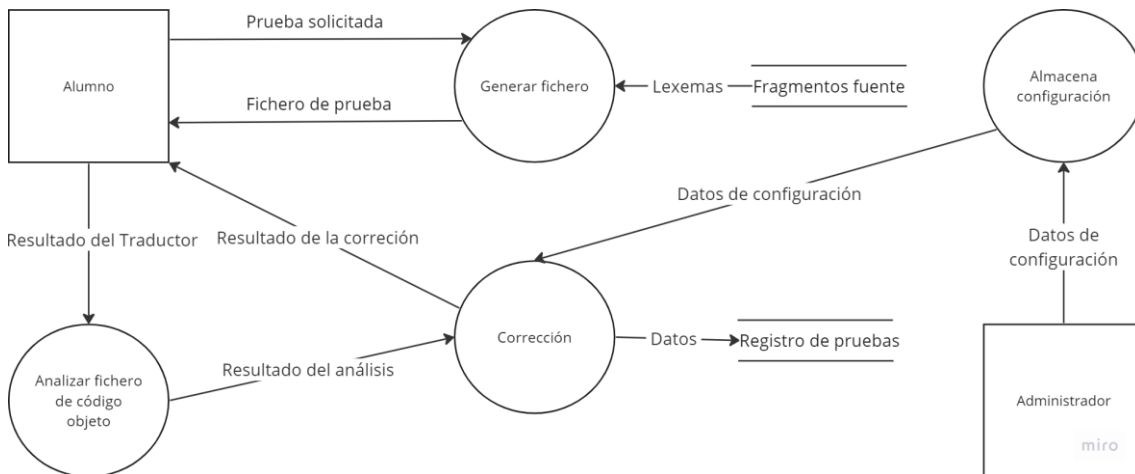 Prueba solicitada
Alumno
Generar fichero
Lexemas
Fragmentos fuente
Almacena
configuración
Fichero de prueba
Datos de configuración
Resultado del Traductor
Resultado de la correción
Datos de
configuración
Corrección
Datos
Registro de pruebas
Resultado del análisis
Analizar fichero
de código
objeto
Administrador
miro